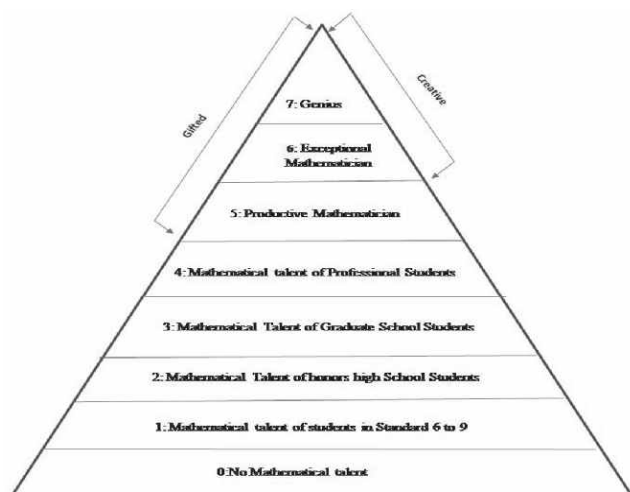 Gifted
Creative
7: Genius
6: Exceptional
Mathematician
5: Productive Mathematician
4: Mathematical talent of Professional Students
3: Mathematical Talent of Graduate School Students
2: Mathematical Talent of honors high School Students
1: Mathematical talent of students in Standard 6 to 9
0: No Mathematical talent